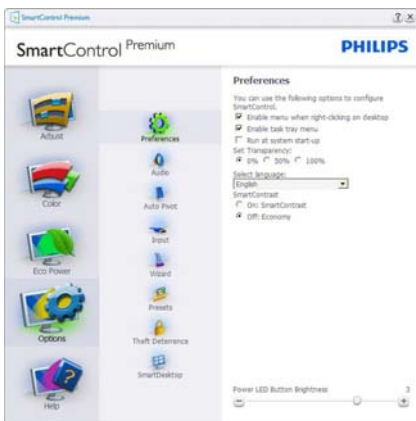 SmartControl Premium
SmartControl Premium
PHILIPS
Adjust
Color
Eco Power
Options
Help
Preferences
Audio
Auto Pivot
Input
Wizard
Presets
Theft Deterrence
SmartDesktop
Preferences
You can use the following options to configure
SmartControl.
Enable menu when right-clicking on desktop
Enable task tray menu
Run at system start-up
Set Transparency:
0% 50% 100%
Select language:
English
SmartContrast
On: SmartContrast
Off: Economy
Power LED Button Brightness 3